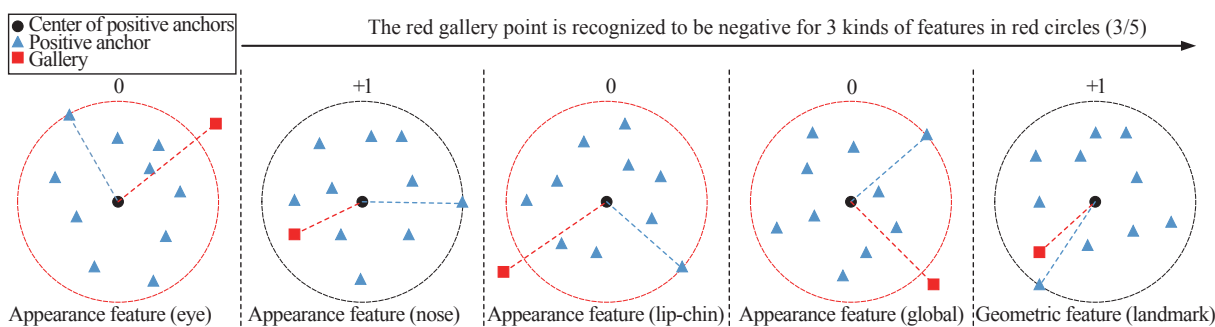 Center of positive anchors
Positive anchor
Gallery
The red gallery point is recognized to be negative for 3 kinds of features in red circles (3/5)
0
+1
0
0
+1
Appearance feature (eye)
Appearance feature (nose)
Appearance feature (lip-chin)
Appearance feature (global)
Geometric feature (landmark)